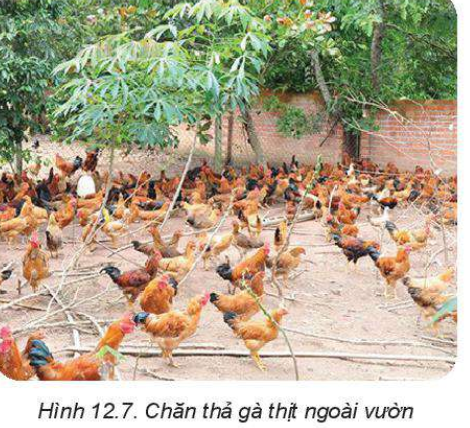 Hình 12.7. Chăn thả gà thịt ngoài vườn